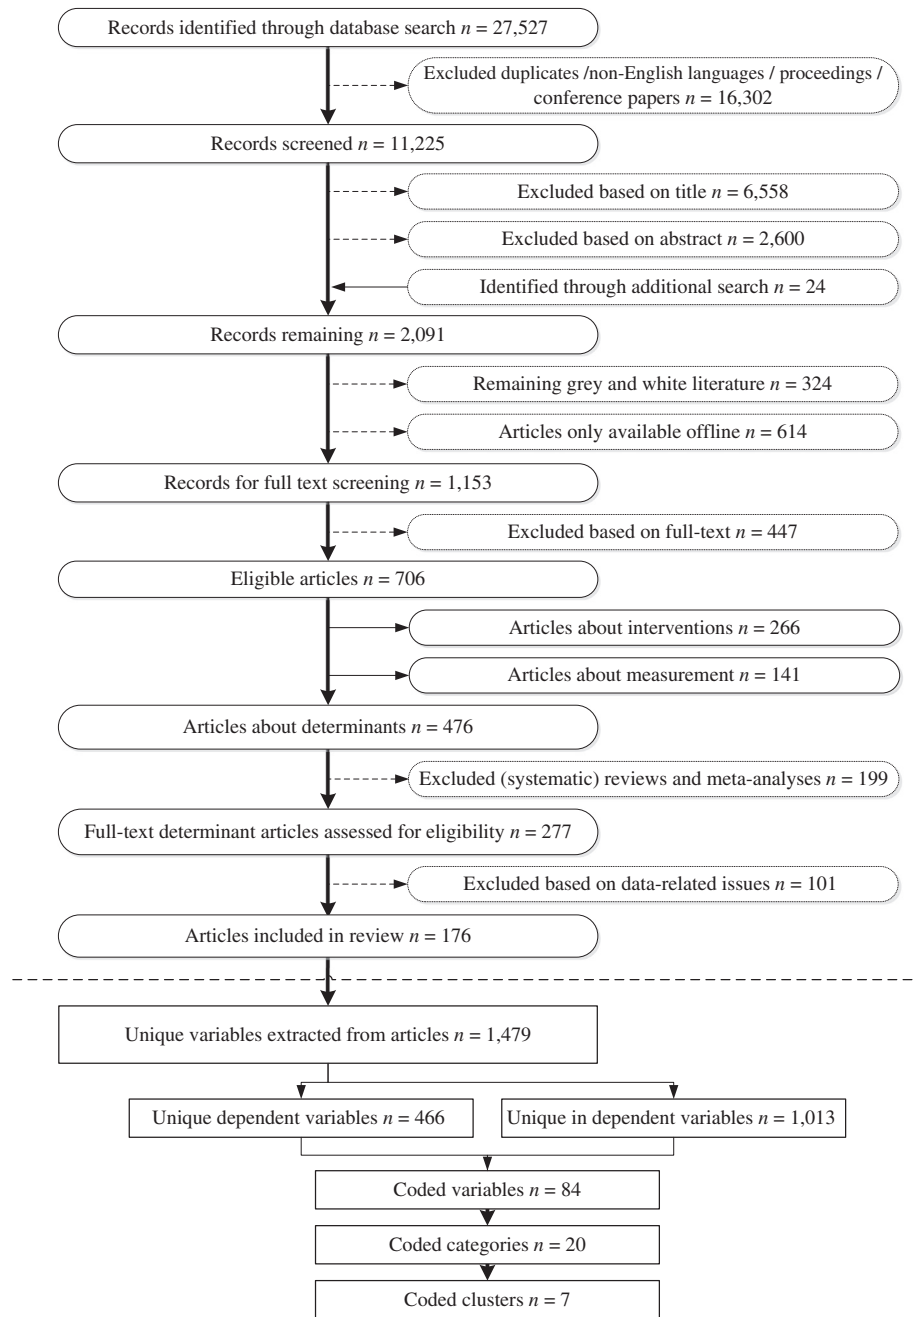 Records identified through database search n = 27,527
Excluded duplicates /non-English languages / proceedings /
conference papers n = 16,302
Records screened n = 11,225
Excluded based on title n = 6,558
Excluded based on abstract n = 2,600
Identified through additional search n = 24
Records remaining n = 2,091
Remaining grey and white literature n = 324
Articles only available offline n = 614
Records for full text screening n = 1,153
Excluded based on full-text n = 447
Eligible articles n = 706
Articles about interventions n = 266
Articles about measurement n = 141
Articles about determinants n = 476
Excluded (systematic) reviews and meta-analyses n = 199
Full-text determinant articles assessed for eligibility n = 277
Excluded based on data-related issues n = 101
Articles included in review n = 176
Unique variables extracted from articles n = 1,479
Unique dependent variables n = 466
Unique in dependent variables n = 1,013
Coded variables n = 84
Coded categories n = 20
Coded clusters n = 7